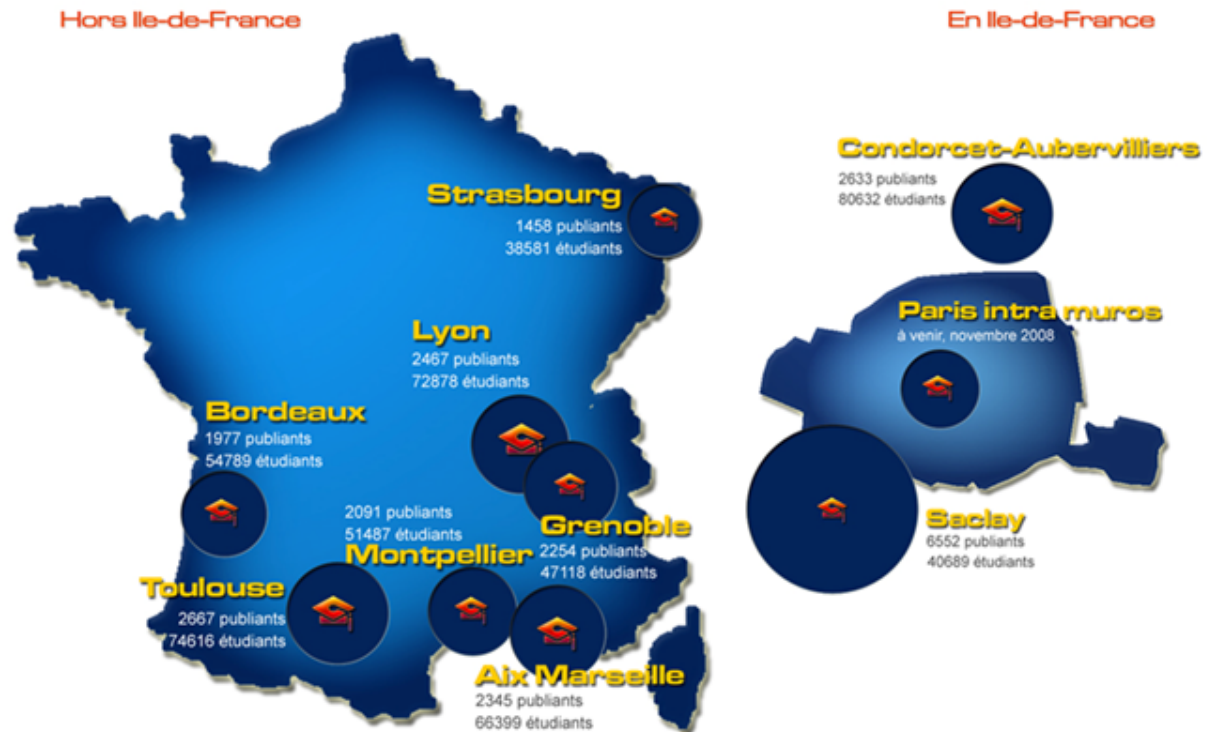 Hors Ile-de-France
En Ile-de-France
Condorcet-Aubervilliers
2633 publiants
80632 étudiants
Strasbourg
1458 publiants
38581 étudiants
Paris intra muros
à venir, novembre 2008
Lyon
2467 publiants
72878 étudiants
Bordeaux
1977 publiants
54789 étudiants
2091 publiants
51487 étudiants
Montpellier
Grenoble
2254 publiants
47118 étudiants
Saclay
6552 publiants
40689 étudiants
Toulouse
2667 publiants
74616 étudiants
Aix Marseille
2345 publiants
66399 étudiants